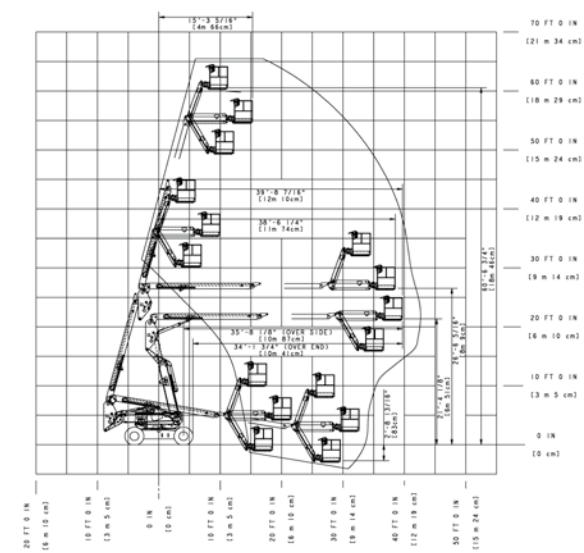 15'-3 5/16"
[4m 66cm]
70 FT 0 IN
[21 m 34 cm]
60 FT 0 IN
[18 m 29 cm]
50 FT 0 IN
[15 m 24 cm]
39'-8 7/16"
[12m 10cm]
40 FT 0 IN
[12 m 19 cm]
38'-6 1/4"
[11m 74cm]
60'-6 3/4"
[18m 46cm]
30 FT 0 IN
[9 m 14 cm]
26'-6 5/16"
[8m 9cm]
20 FT 0 IN
[6 m 10 cm]
35'-8 1/8" (OVER SIDE)
[10m 87cm]
34'-1 3/4" (OVER END)
[10m 41cm]
21'-4 1/8"
[6m 51cm]
10 FT 0 IN
[3 m 5 cm]
2'-8 13/16"
[83cm]
0 IN
[0 cm]
20 FT 0 IN
[6 m 10 cm]
10 FT 0 IN
[3 m 5 cm]
0 IN
[0 cm]
10 FT 0 IN
[3 m 5 cm]
20 FT 0 IN
[6 m 10 cm]
30 FT 0 IN
[9 m 14 cm]
40 FT 0 IN
[12 m 19 cm]
50 FT 0 IN
[15 m 24 cm]